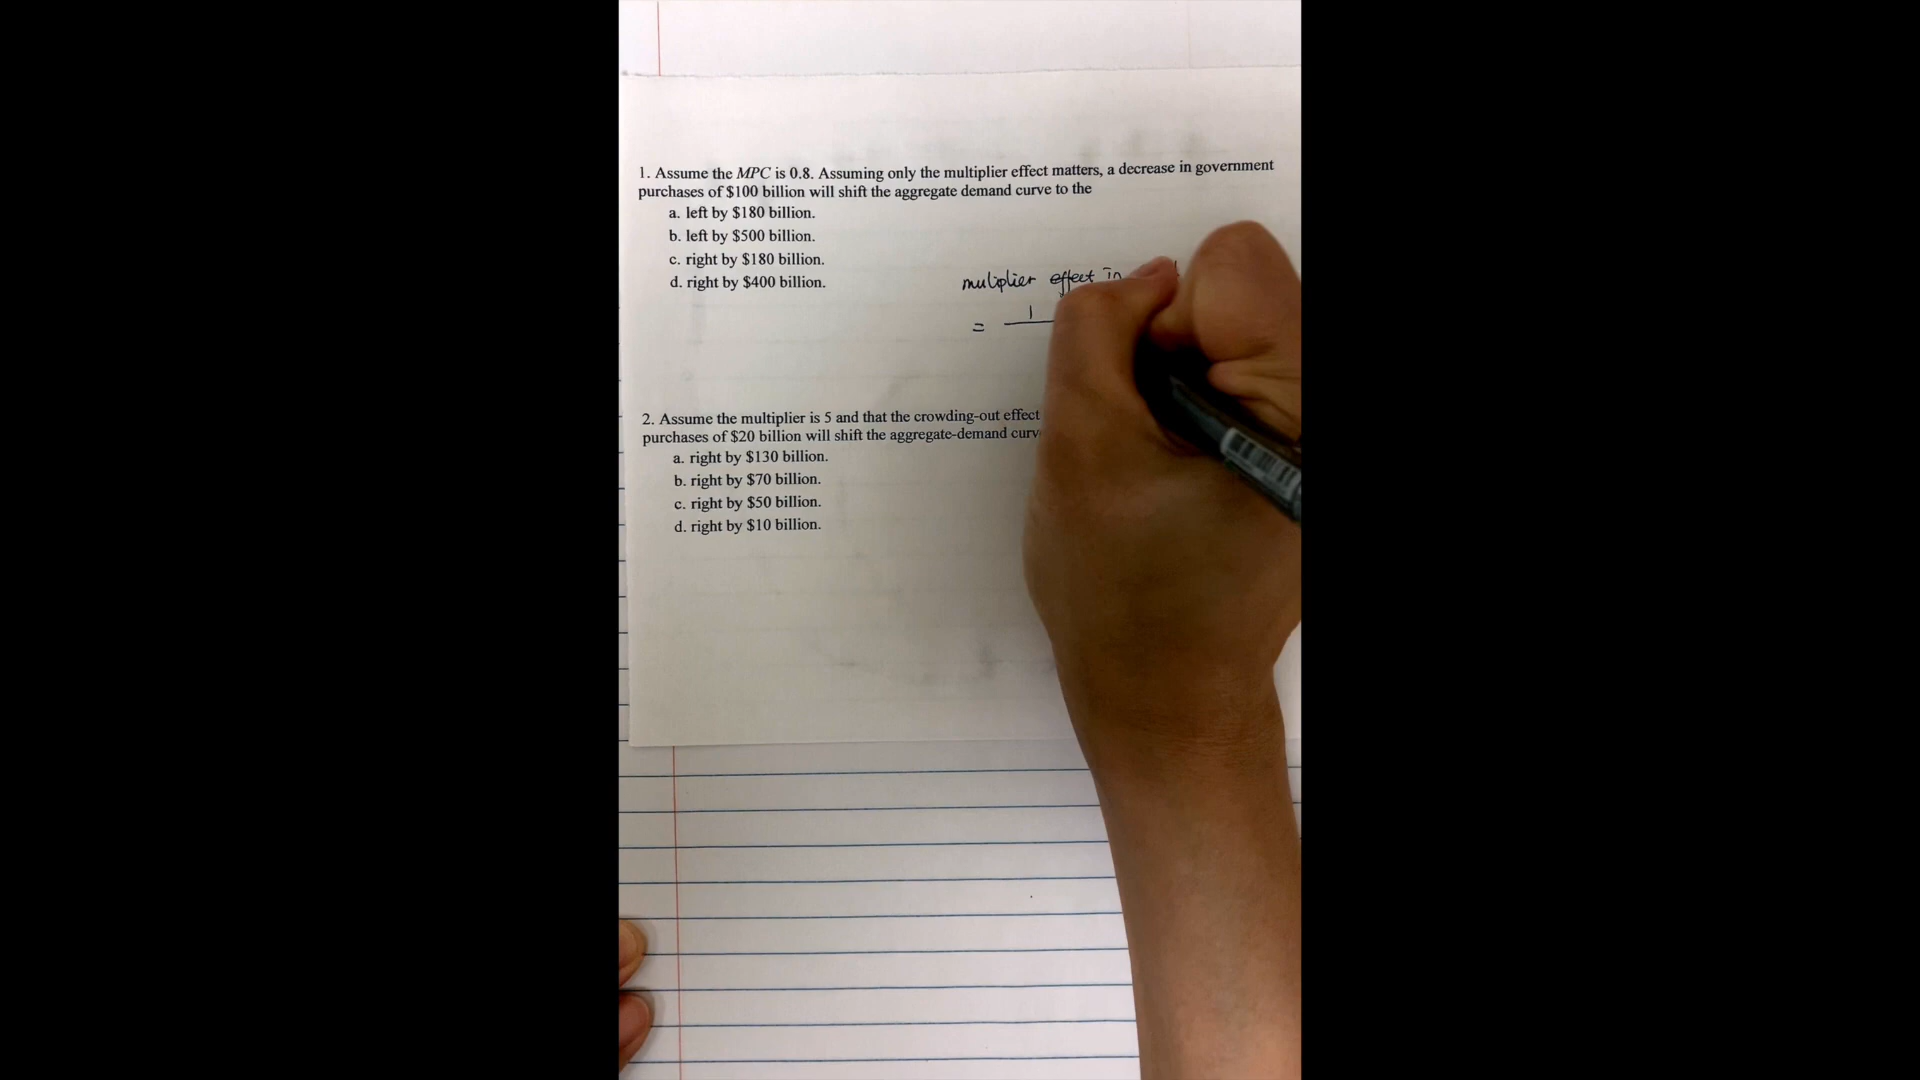 1. Assume the MPC is 0.8. Assuming only the multiplier effect matters, a decrease in government
purchases of $100 billion will shift the aggregate demand curve to the
a. left by $180 billion.
b. left by $500 billion.
c. right by $180 billion.
d. right by $400 billion.
muliplier effect in
= 1
2. Assume the multiplier is 5 and that the crowding-out effect
purchases of $20 billion will shift the aggregate-demand curv
a. right by $130 billion.
b. right by $70 billion.
c. right by $50 billion.
d. right by $10 billion.